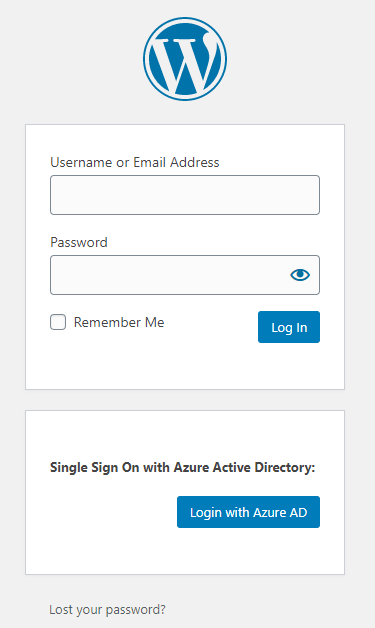 Username or Email Address
Password
Remember Me
Log In
Single Sign On with Azure Active Directory:
Login with Azure AD
Lost your password?